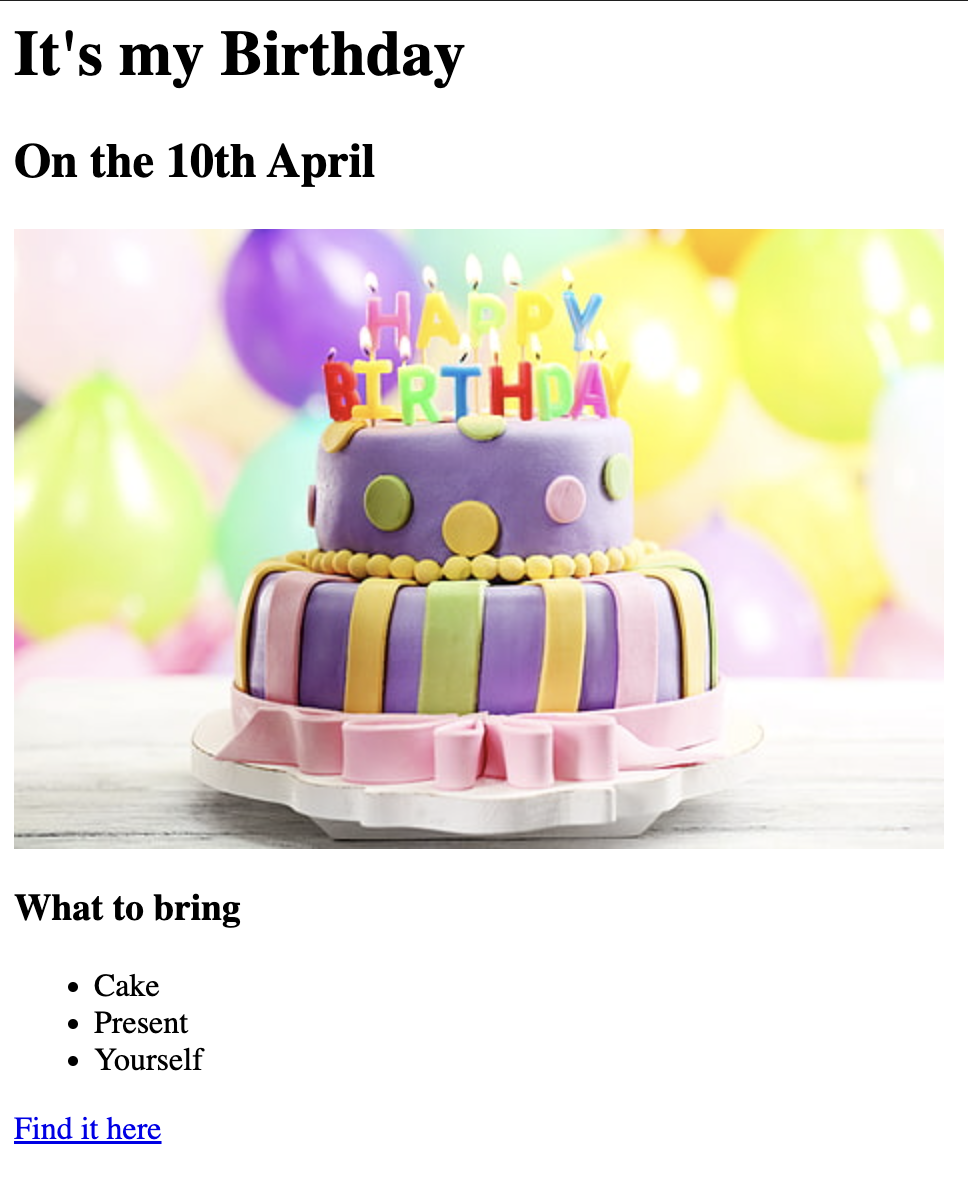 It's my Birthday
On the 10th April
HAPPY
BIRTHDAY
What to bring
Cake
Present
Yourself
Find it here